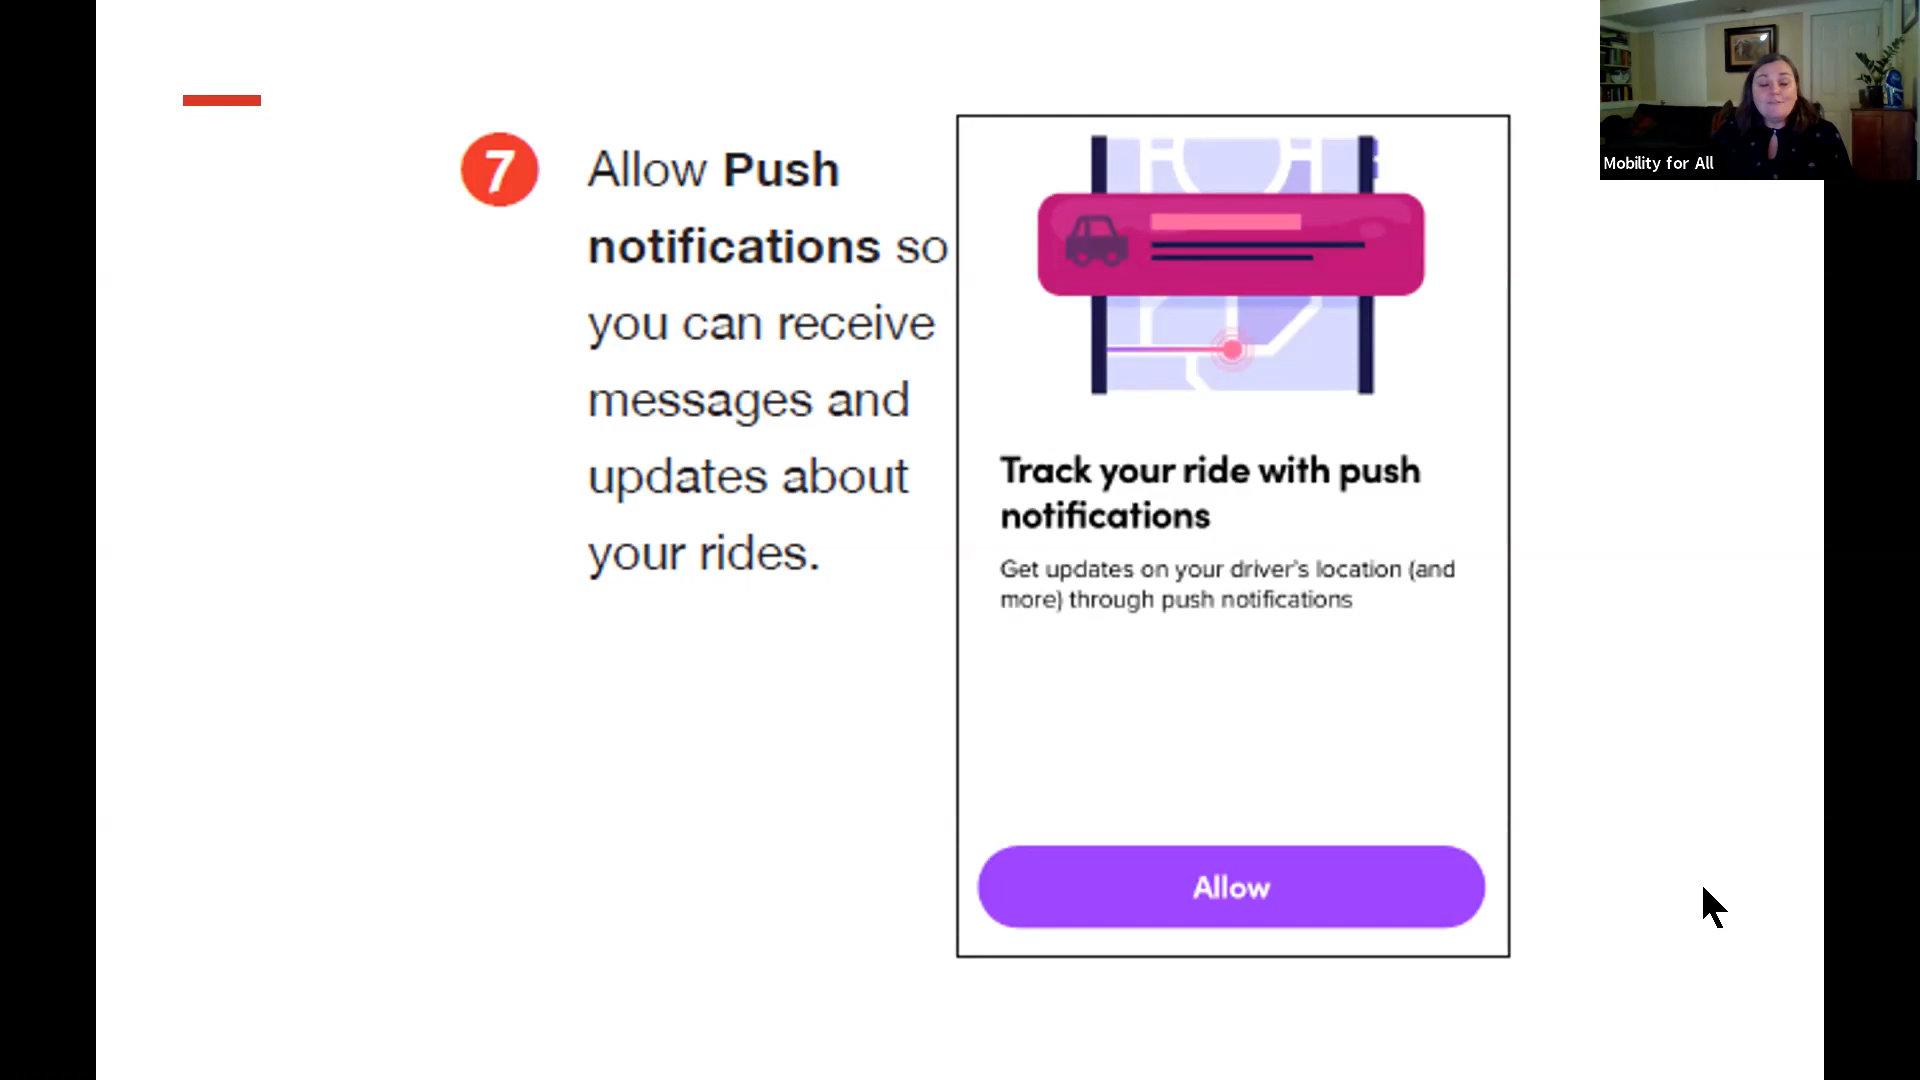 7
Allow Push
notifications so
you can receive
messages and
updates about
your rides.
Track your ride with push
notifications
Get updates on your driver's location (and
more) through push notifications
Allow
Mobility for All